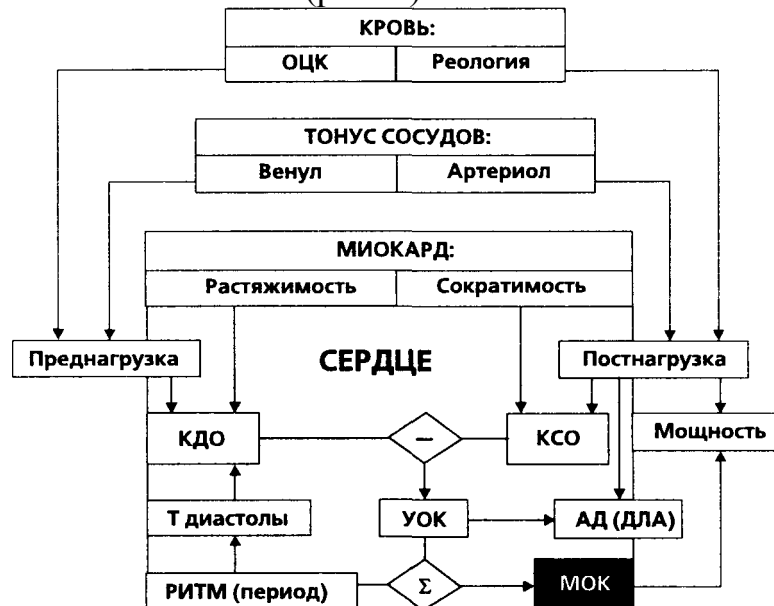 КРОВЬ:
ОЦК Реология
ТОНУС СОСУДОВ:
Венул Артериол
МИОКАРД:
Растяжимость Сократимость
Преднагрузка СЕРДЦЕ Постнагрузка
КДО — КСО Мощность
Т диастолы УОК АД (ДЛА)
РИТМ (период) Σ МОК